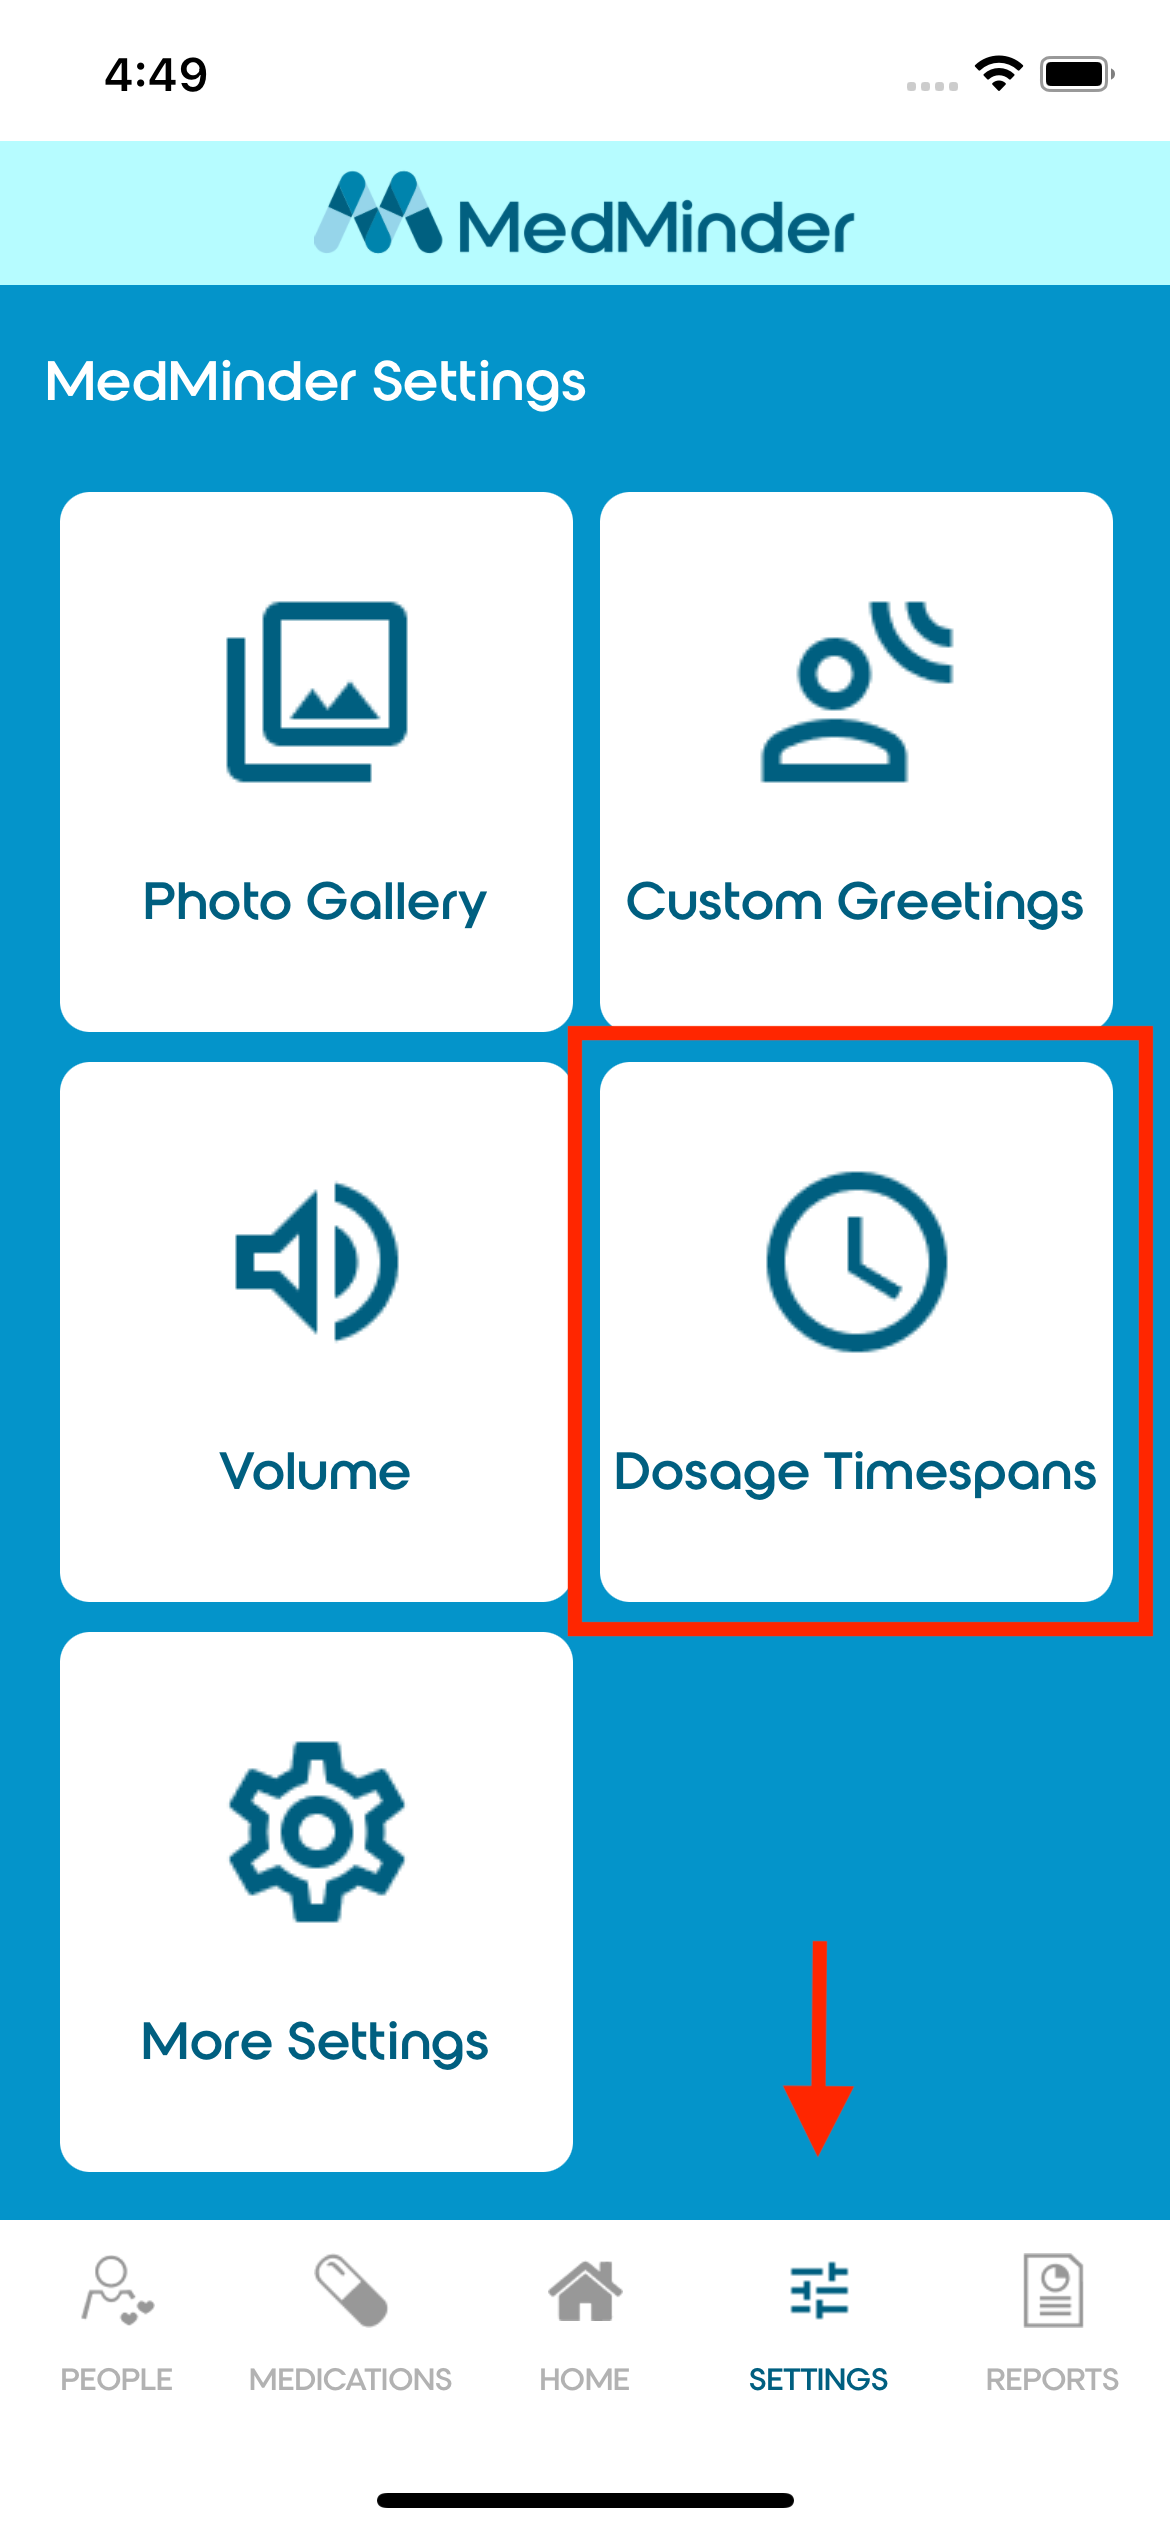 4:49
MedMinder
MedMinder Settings
Photo Gallery
Custom Greetings
Volume
Dosage Timespans
More Settings
PEOPLE
MEDICATIONS
HOME
SETTINGS
REPORTS